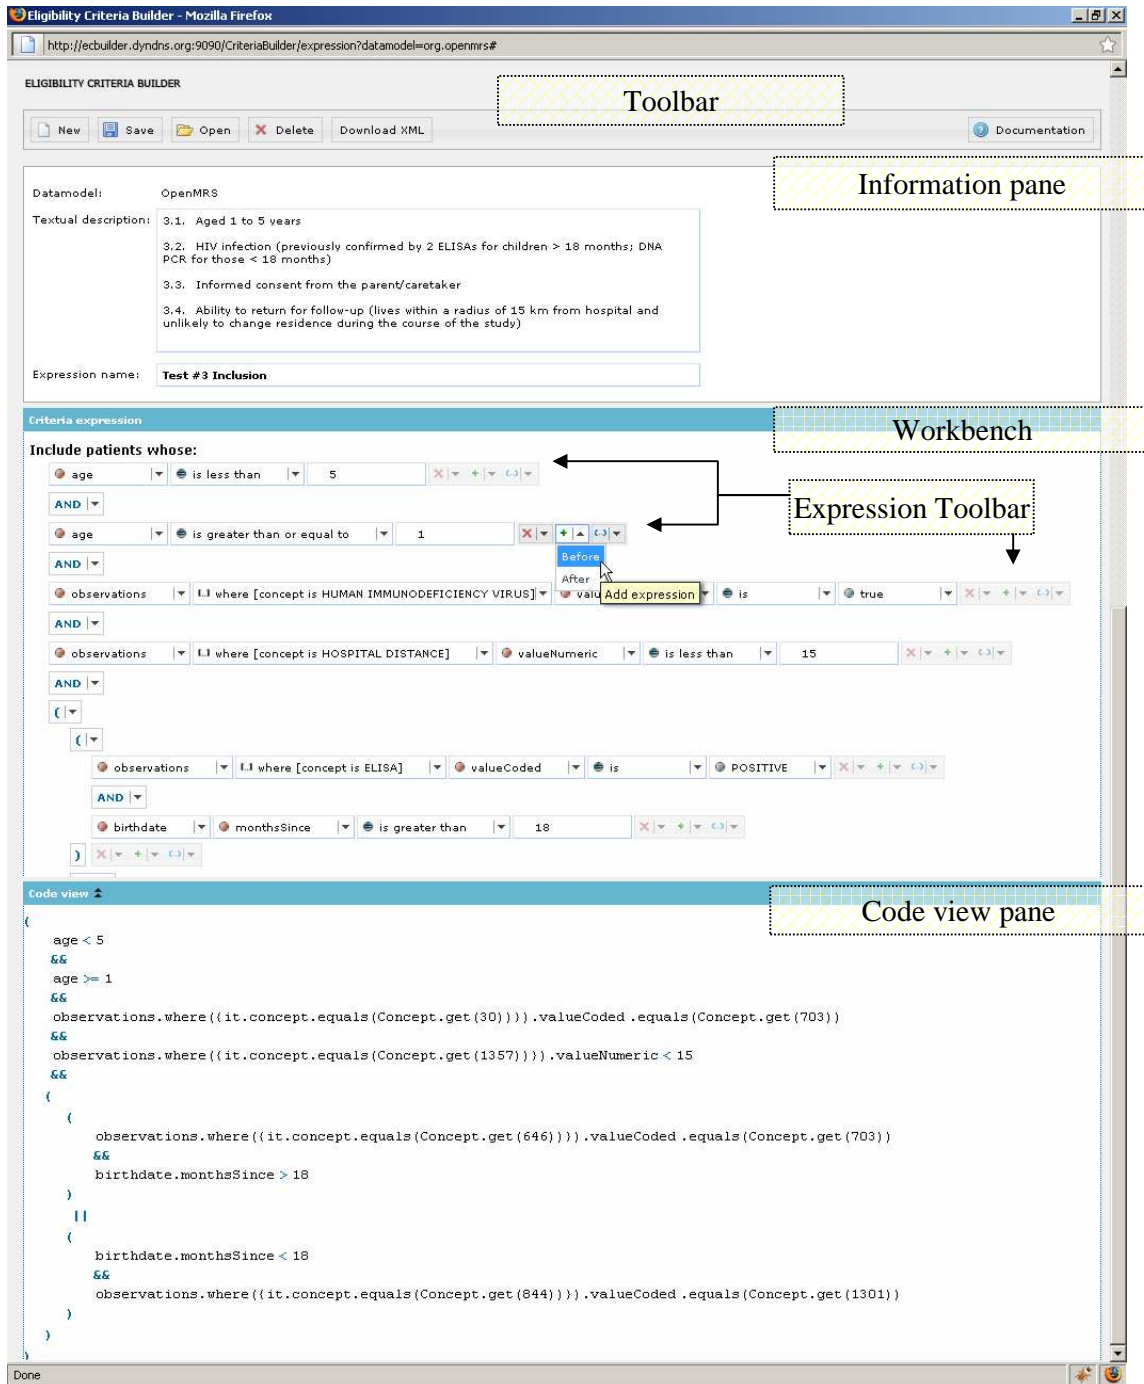 Eligibility Criteria Builder - Mozilla Firefox
http://ecbuilder.dyndns.org:9090/CriteriaBuilder/expression?datamodel=org.openmrs#
ELIGIBILITY CRITERIA BUILDER
Toolbar
New Save Open Delete Download XML Documentation
Information pane
Datamodel: OpenMRS
Textual description: 3.1. Aged 1 to 5 years
3.2. HIV infection (previously confirmed by 2 ELISAs for children > 18 months; DNA
PCR for those < 18 months)
3.3. Informed consent from the parent/caretaker
3.4. Ability to return for follow-up (lives within a radius of 15 km from hospital and
unlikely to change residence during the course of the study)
Expression name: Test #3 Inclusion
Criteria expression
Workbench
Include patients whose:
age is less than 5
AND
Expression Toolbar
age is greater than or equal to 1
Before
AND
After
Add expression
observations where [concept is HUMAN IMMUNODEFICIENCY VIRUS] is true
AND
observations where [concept is HOSPITAL DISTANCE] valueNumeric is less than 15
AND
(
(
observations where [concept is ELISA] valueCoded is POSITIVE
AND
birthdate monthsSince is greater than 18
)
Code view
Code view pane
(
age < 5
&&
age >= 1
&&
observations.where({it.concept.equals(Concept.get(30))}).valueCoded.equals(Concept.get(703))
&&
observations.where({it.concept.equals(Concept.get(1357))}).valueNumeric < 15
&&
(
(
observations.where({it.concept.equals(Concept.get(646))}).valueCoded.equals(Concept.get(703))
&&
birthdate.monthsSince > 18
)
||
(
birthdate.monthsSince < 18
&&
observations.where({it.concept.equals(Concept.get(844))}).valueCoded.equals(Concept.get(1301))
)
)
)
Done